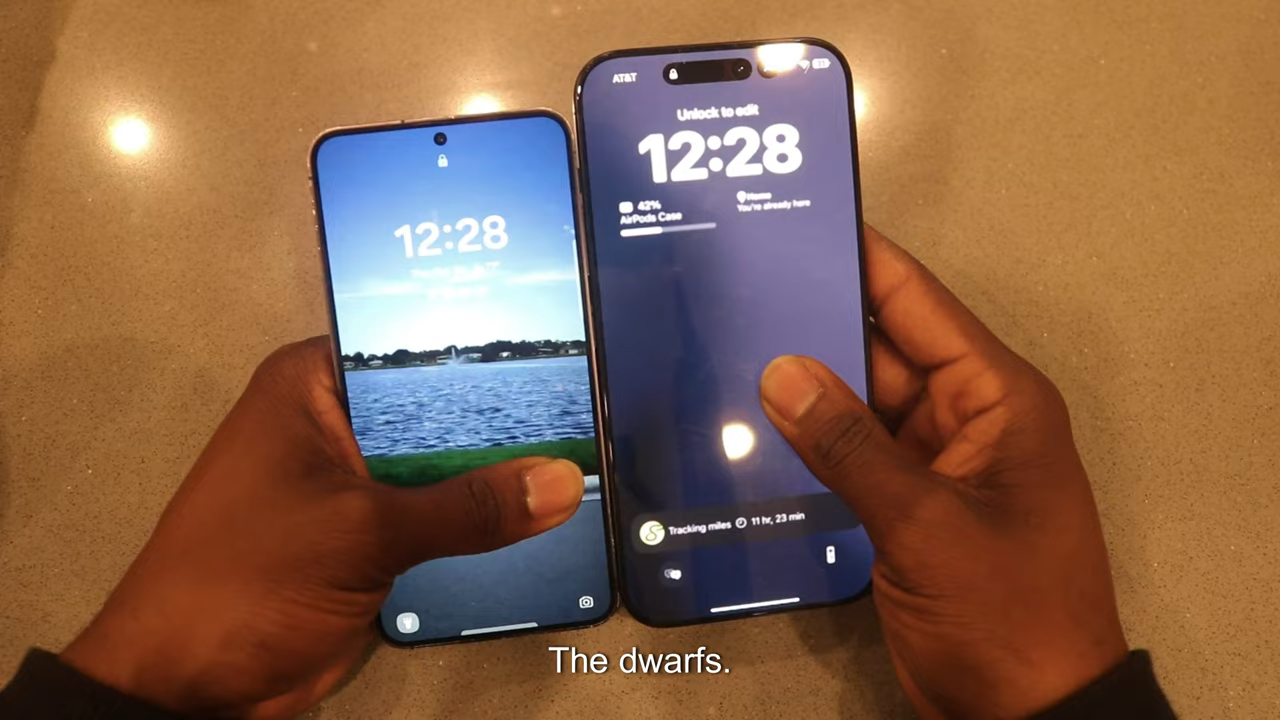 12:28
AT&T
Unlock to edit
12:28
42%
AirPods Case
Home
You're already here
Tracking miles 11 hr, 23 min
The dwarfs.